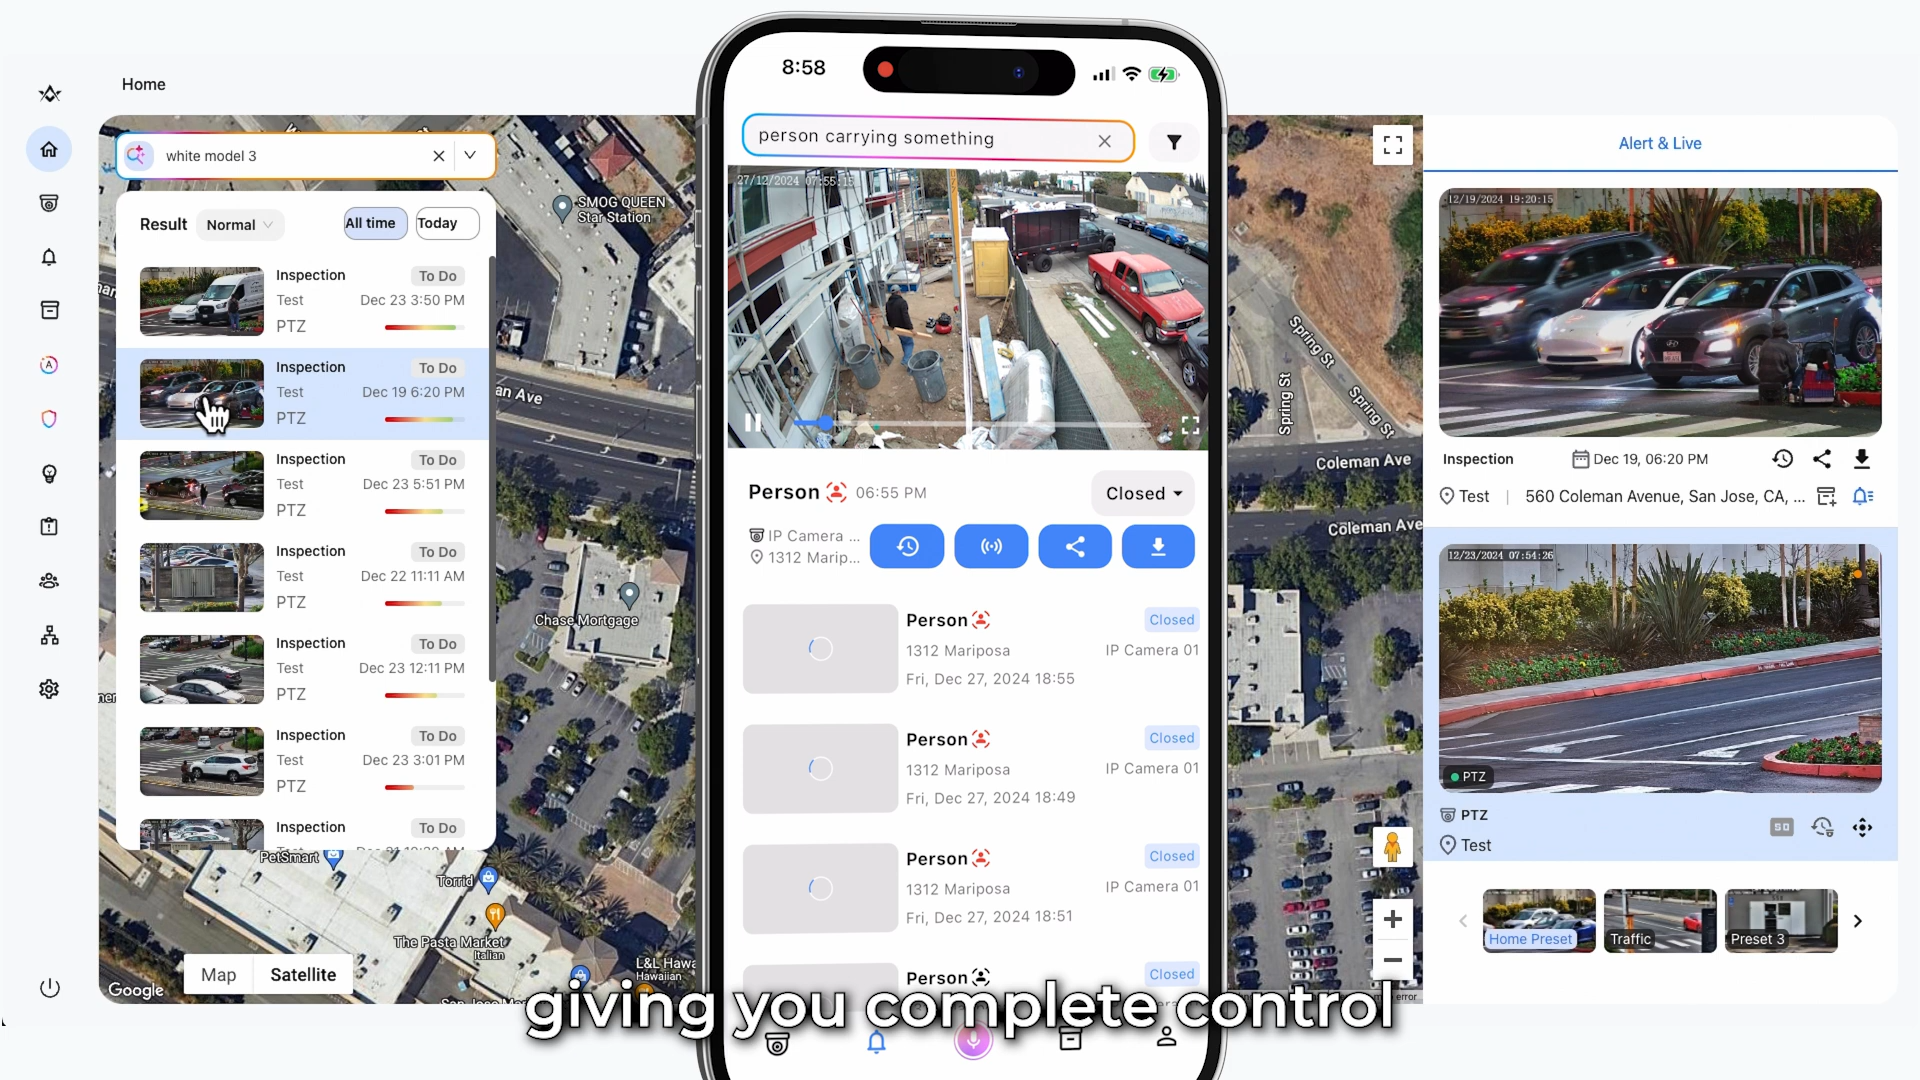 Home
white model 3
Result
Normal
All time
Today
Inspection
To Do
Test
Dec 23 3:50 PM
PTZ
Inspection
To Do
Test
Dec 19 6:20 PM
PTZ
Inspection
To Do
Test
Dec 23 5:51 PM
PTZ
Inspection
To Do
Test
Dec 22 11:11 AM
PTZ
Inspection
To Do
Test
Dec 23 12:11 PM
PTZ
Inspection
To Do
Test
Dec 23 3:01 PM
PTZ
Inspection
To Do
SMOG QUEEN
Star Station
an Ave
Chase Mortgage
PetSmart
Torrid
The Pasta Market
Italian
L&L Hawa
Hawaiian
Map
Satellite
Google
8:58
person carrying something
27/12/2024 07:55:15
Person
06:55 PM
Closed
IP Camera ...
1312 Marip...
Person
Closed
1312 Mariposa
IP Camera 01
Fri, Dec 27, 2024 18:55
Person
Closed
1312 Mariposa
IP Camera 01
Fri, Dec 27, 2024 18:49
Person
Closed
1312 Mariposa
IP Camera 01
Fri, Dec 27, 2024 18:51
Person
Closed
giving you complete control
Spring St
Spring St
Spring St
Coleman Ave
Coleman Ave
error
Alert & Live
12/19/2024 19:20:15
Inspection
Dec 19, 06:20 PM
Test
560 Coleman Avenue, San Jose, CA, ...
12/23/2024 07:54:26
PTZ
PTZ
SD
Test
Home Preset
Traffic
Preset 3